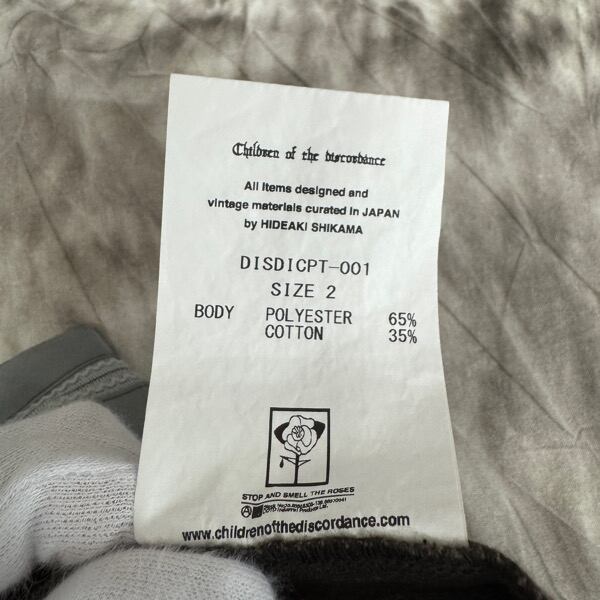 Children of the discordance
All items designed and
vintage materials curated in JAPAN
by HIDEAKI SHIKAMA
DISDICPT-001
SIZE 2
BODY POLYESTER 65%
COTTON 35%
STOP AND SMELL THE ROSES
www.childrenofthediscordance.com